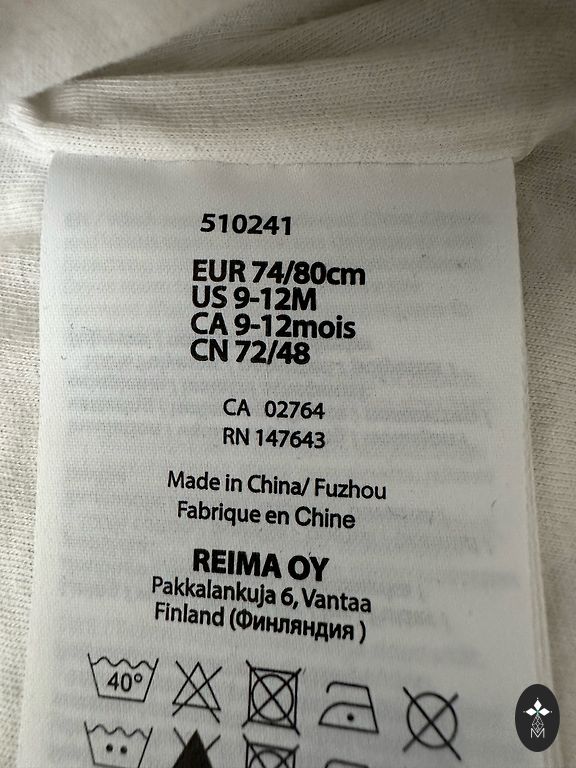 510241
EUR 74/80cm
US 9-12M
CA 9-12mois
CN 72/48
CA 02764
RN 147643
Made in China/ Fuzhou
Fabrique en Chine
REIMA OY
Pakkalankuja 6, Vantaa
Finland (Финляндия )
40°
M